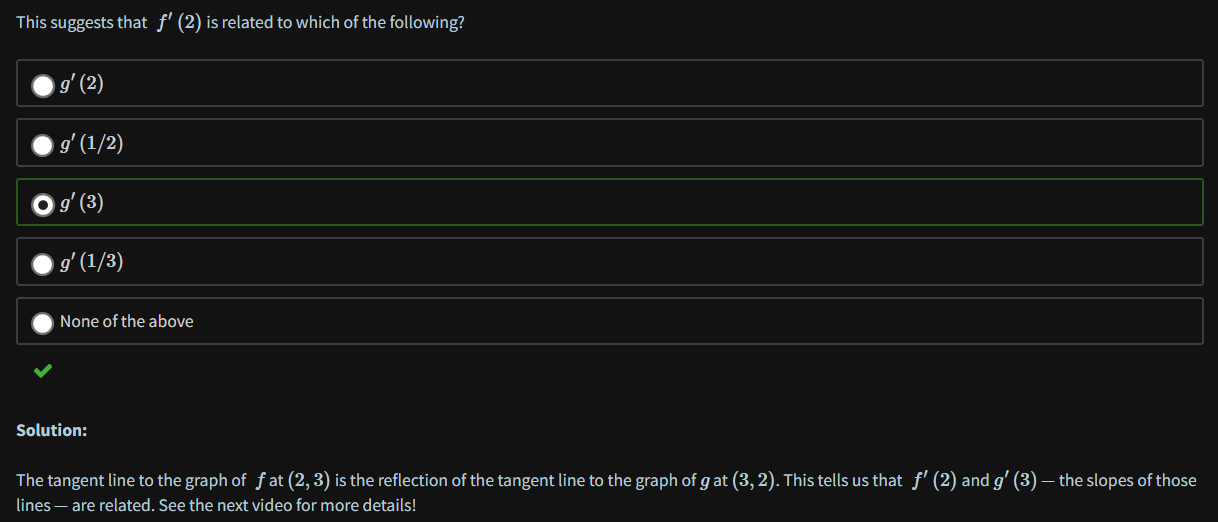 This suggests that f′ (2) is related to which of the following?
g′ (2)
g′ (1/2)
g′ (3)
g′ (1/3)
None of the above
Solution:
The tangent line to the graph of f at (2, 3) is the reflection of the tangent line to the graph of g at (3, 2). This tells us that f′ (2) and g′ (3) — the slopes of those
lines — are related. See the next video for more details!